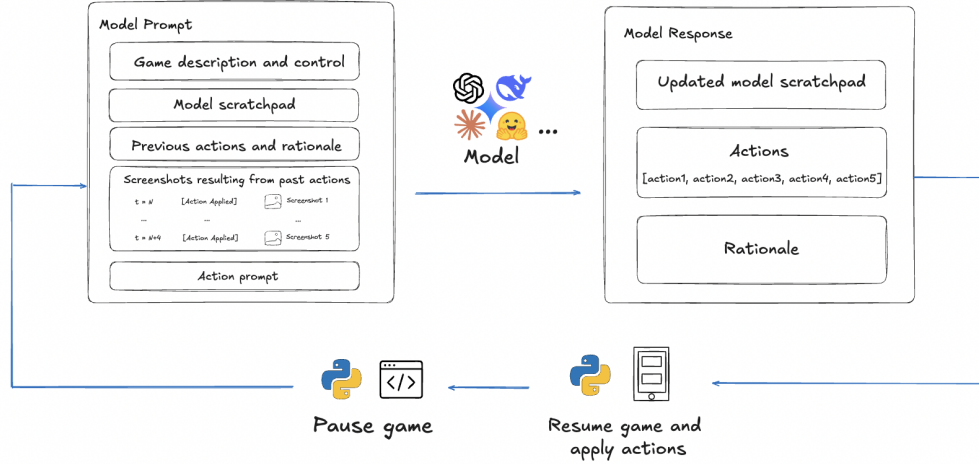 Model Prompt
Game description and control
Model scratchpad
Previous actions and rationale
Screenshots resulting from past actions
t = N [Action Applied] Screenshot 1
... ... ...
t = N+4 [Action Applied] Screenshot 5
Action prompt
...
Model
Model Response
Updated model scratchpad
Actions
[action1, action2, action3, action4, action5]
Rationale
</>
Pause game
Resume game and
apply actions